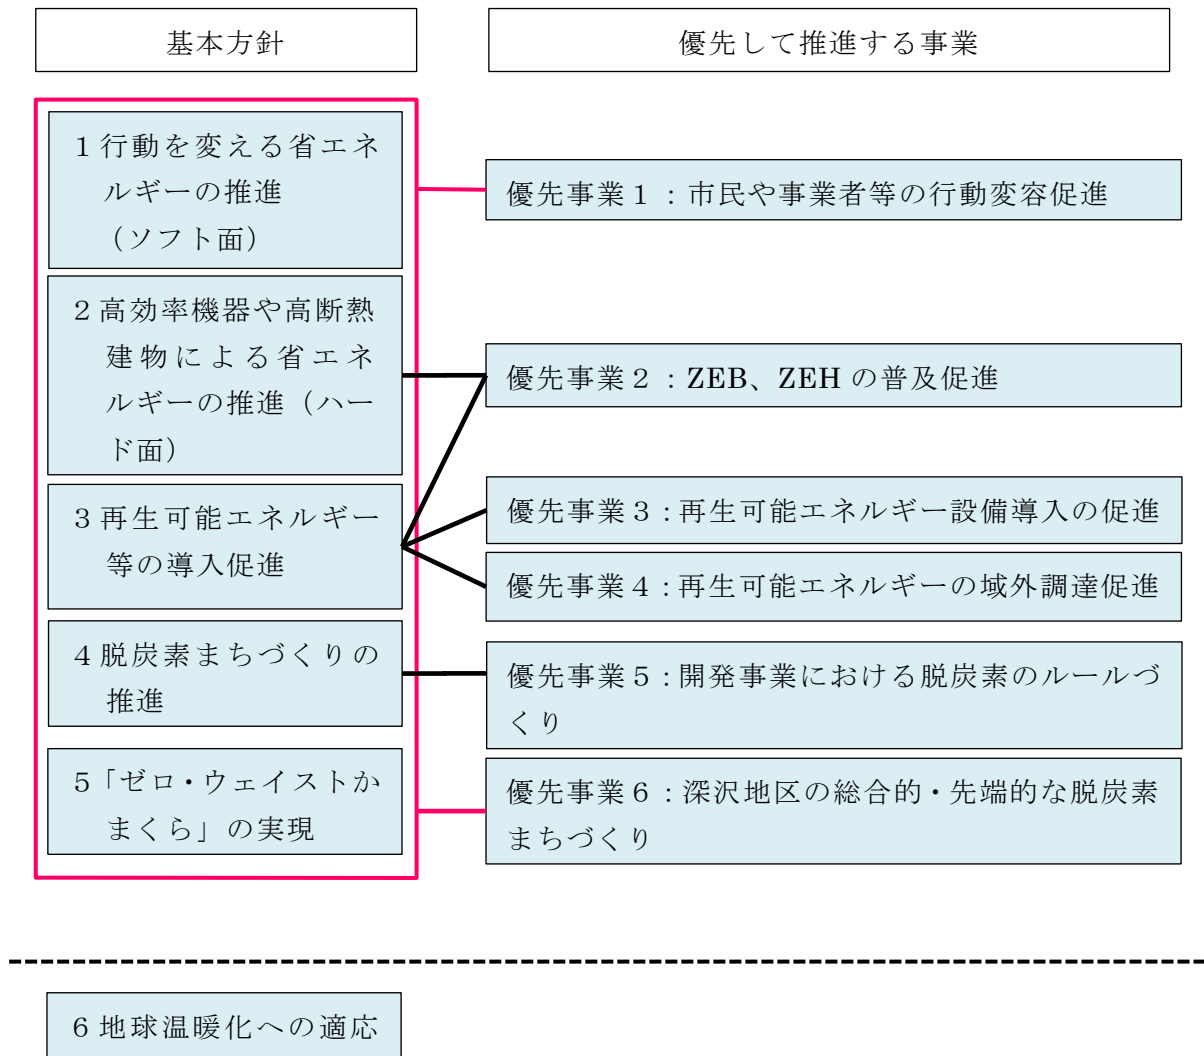 基本方針
優先して推進する事業
１行動を変える省エネ
ルギーの推進
（ソフト面）
優先事業１：市民や事業者等の行動変容促進
２高効率機器や高断熱
建物による省エネ
ルギーの推進（ハー
ド面）
優先事業２：ZEB、ZEH の普及促進
３再生可能エネルギー
等の導入促進
優先事業３：再生可能エネルギー設備導入の促進
優先事業４：再生可能エネルギーの域外調達促進
４脱炭素まちづくりの
推進
優先事業５：開発事業における脱炭素のルールづ
くり
５「ゼロ・ウェイストか
まくら」の実現
優先事業６：深沢地区の総合的・先端的な脱炭素
まちづくり
６地球温暖化への適応